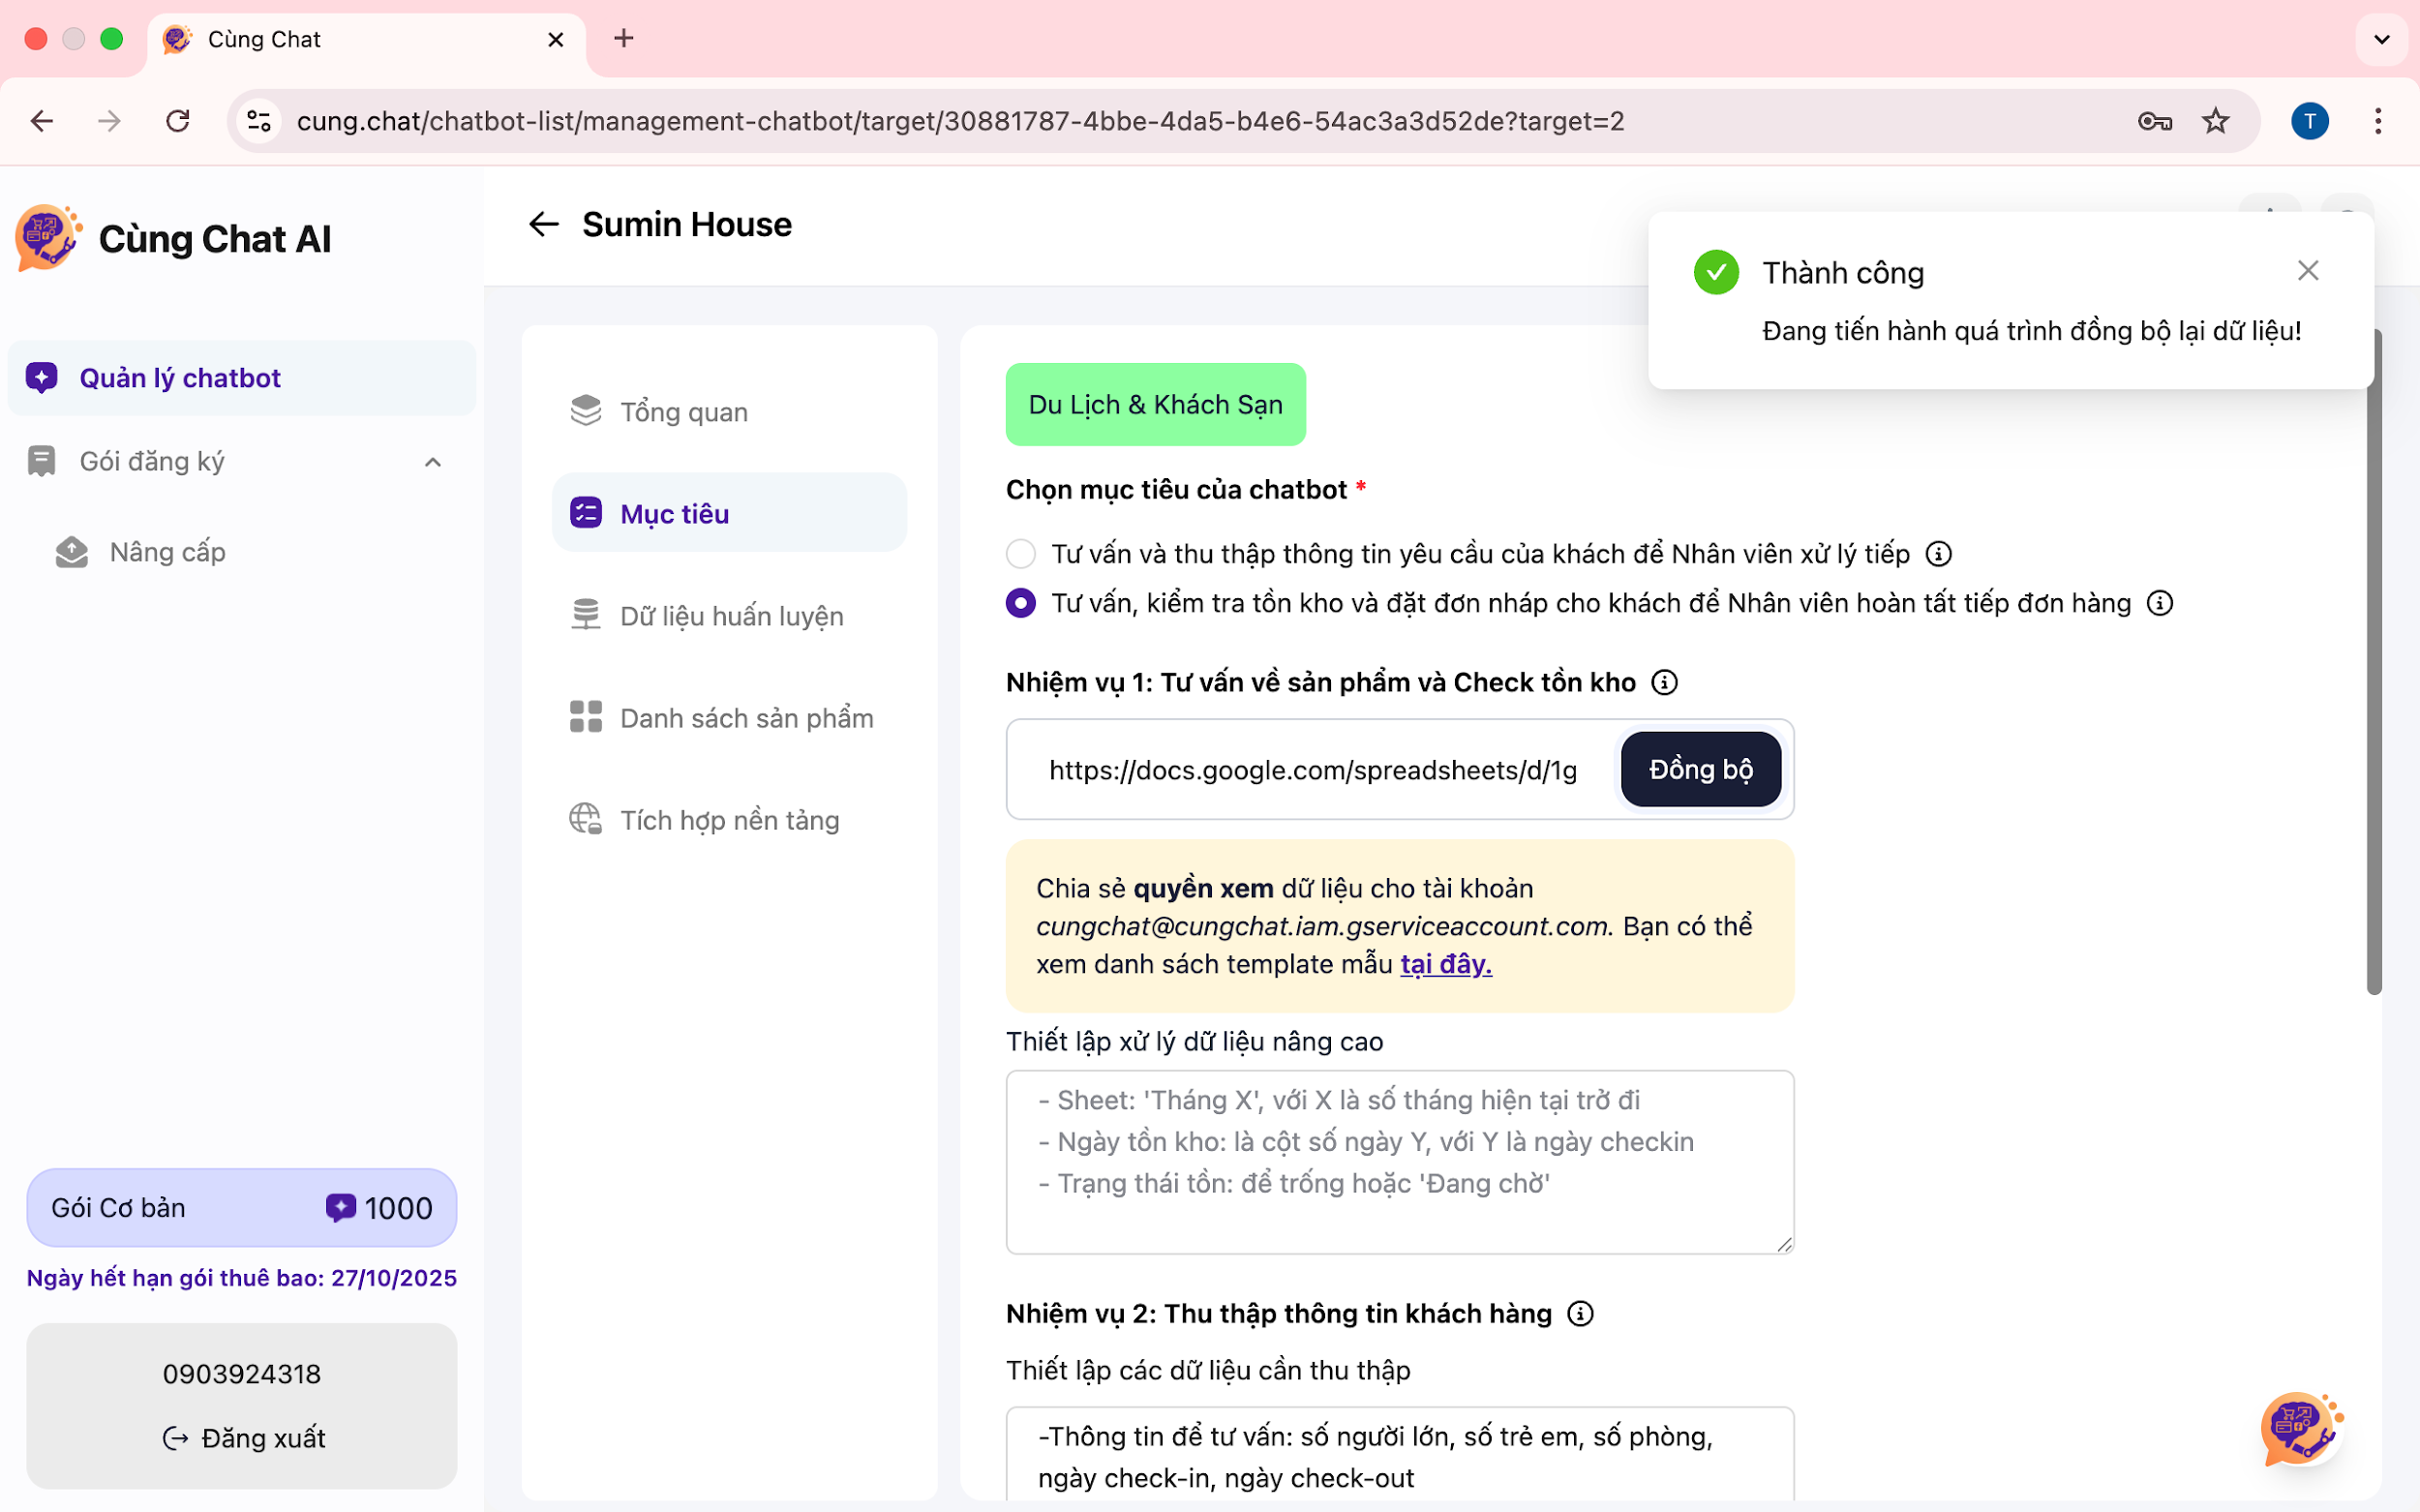 Cùng Chat
cung.chat/chatbot-list/management-chatbot/target/30881787-4bbe-4da5-b4e6-54ac3a3d52de?target=2
T
Cùng Chat AI
Quản lý chatbot
Gói đăng ký
Nâng cấp
Gói Cơ bản
1000
Ngày hết hạn gói thuê bao: 27/10/2025
0903924318
Đăng xuất
Sumin House
Thành công
Đang tiến hành quá trình đồng bộ lại dữ liệu!
Tổng quan
Mục tiêu
Dữ liệu huấn luyện
Danh sách sản phẩm
Tích hợp nền tảng
Du Lịch & Khách Sạn
Chọn mục tiêu của chatbot *
Tư vấn và thu thập thông tin yêu cầu của khách để Nhân viên xử lý tiếp
Tư vấn, kiểm tra tồn kho và đặt đơn nháp cho khách để Nhân viên hoàn tất tiếp đơn hàng
Nhiệm vụ 1: Tư vấn về sản phẩm và Check tồn kho
https://docs.google.com/spreadsheets/d/1g
Đồng bộ
Chia sẻ quyền xem dữ liệu cho tài khoản
cungchat@cungchat.iam.gserviceaccount.com. Bạn có thể
xem danh sách template mẫu tại đây.
Thiết lập xử lý dữ liệu nâng cao
- Sheet: 'Tháng X', với X là số tháng hiện tại trở đi
- Ngày tồn kho: là cột số ngày Y, với Y là ngày checkin
- Trạng thái tồn: để trống hoặc 'Đang chờ'
Nhiệm vụ 2: Thu thập thông tin khách hàng
Thiết lập các dữ liệu cần thu thập
-Thông tin để tư vấn: số người lớn, số trẻ em, số phòng,
ngày check-in, ngày check-out